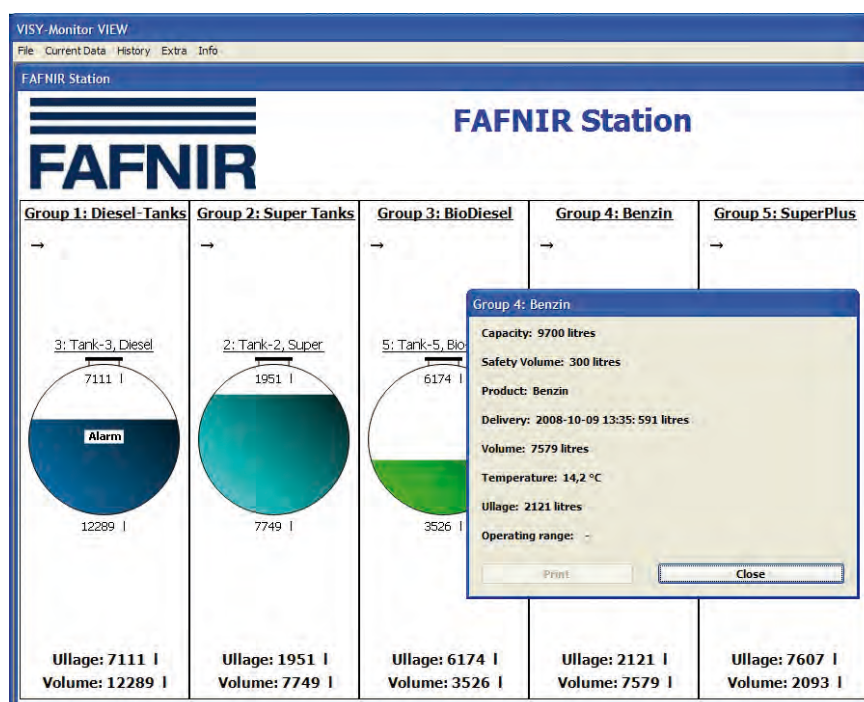 VISY-Monitor VIEW
File Current Data History Extra Info
FAFNIR Station
FAFNIR
FAFNIR Station
Group 1: Diesel-Tanks
Group 2: Super Tanks
Group 3: BioDiesel
Group 4: Benzin
Group 5: SuperPlus
→ → → → →
3: Tank-3, Diesel
7111 l
Alarm
12289 l
2: Tank-2, Super
1951 l
7749 l
5: Tank-5, Bio-
6174 l
3526 l
Group 4: Benzin
Capacity: 9700 litres
Safety Volume: 300 litres
Product: Benzin
Delivery: 2008-10-09 13:35: 591 litres
Volume: 7579 litres
Temperature: 14,2 °C
Ullage: 2121 litres
Operating range: -
Print
Close
Ullage: 7111 l
Volume: 12289 l
Ullage: 1951 l
Volume: 7749 l
Ullage: 6174 l
Volume: 3526 l
Ullage: 2121 l
Volume: 7579 l
Ullage: 7607 l
Volume: 2093 l